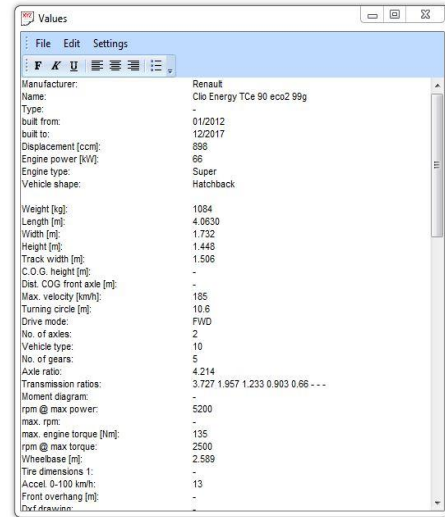 Values
File Edit Settings
F K U
Manufacturer: Renault
Name: Clio Energy TCe 90 eco2 99g
Type: -
built from: 01/2012
built to: 12/2017
Displacement [ccm]: 898
Engine power [kW]: 66
Engine type: Super
Vehicle shape: Hatchback
Weight [kg]: 1084
Length [m]: 4.0630
Width [m]: 1.732
Height [m]: 1.448
Track width [m]: 1.506
C.O.G. height [m]: -
Dist. COG front axle [m]: -
Max. velocity [km/h]: 185
Turning circle [m]: 10.6
Drive mode: FWD
No. of axles: 2
Vehicle type: 10
No. of gears: 5
Axle ratio: 4.214
Transmission ratios: 3.727 1.957 1.233 0.903 0.66 - - -
Moment diagram: -
rpm @ max power: 5200
max. rpm: -
max. engine torque [Nm]: 135
rpm @ max torque: 2500
Wheelbase [m]: 2.589
Tire dimensions 1: -
Accel. 0-100 km/h: 13
Front overhang [m]: -
Dxf drawing: -